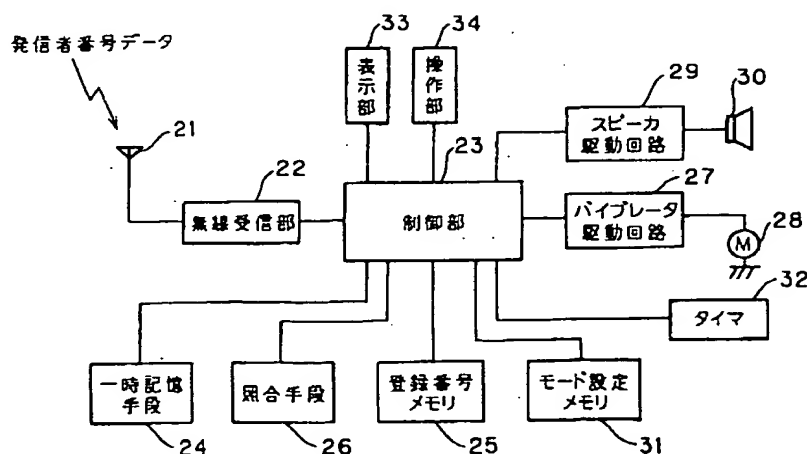 発信者番号データ
33
34
表示部
操作部
29
30
スピーカ
駆動回路
21
22
23
無線受信部
制御部
27
バイブレータ
駆動回路
28
M
32
タイマ
一時記憶
手段
照合手段
登録番号
メモリ
モード設定
メモリ
24
26
25
31